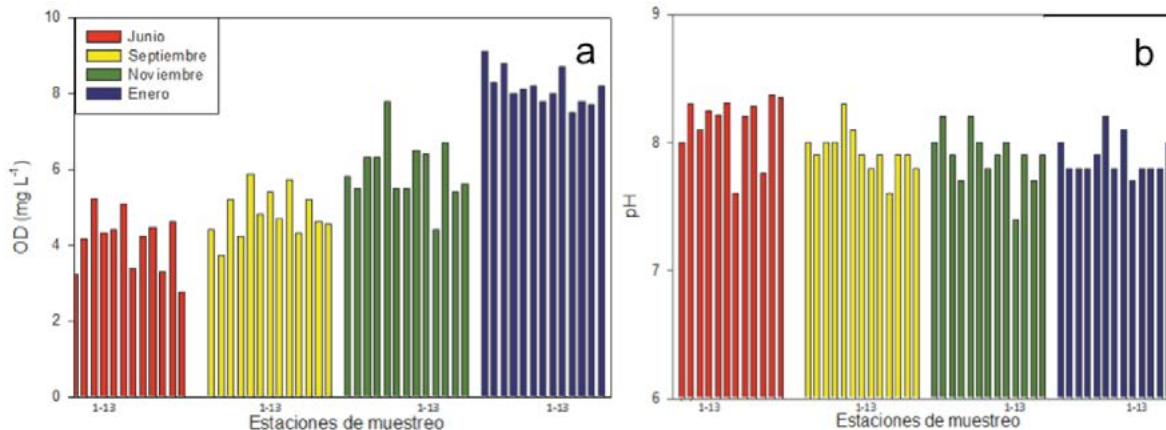 10
8
6
4
2
0
OD (mg L⁻¹)
Junio
Septiembre
Noviembre
Enero
a
1-13
1-13
1-13
1-13
Estaciones de muestreo
9
8
7
6
pH
b
1-13
1-13
1-13
1-13
Estaciones de muestreo